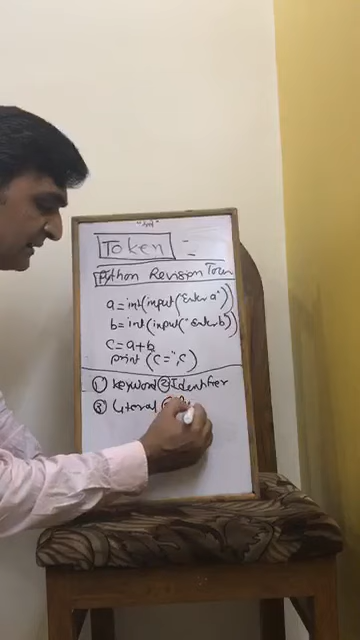 Token
Python Revision Tour
a=int(input("Enter a"))
b=int(input("Enter b))
c=a+b
print (c=",c)
① Keyword ② Identifier
③ Literal